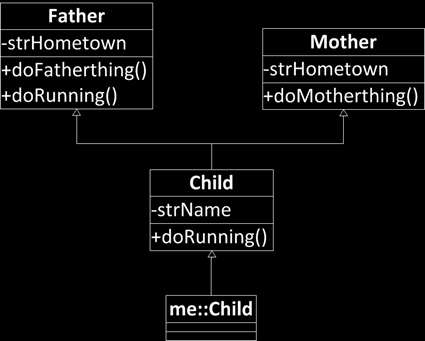 Father
-strHometown
+doFatherthing()
+doRunning()
Mother
-strHometown
+doMotherthing()
Child
-strName
+doRunning()
me::Child